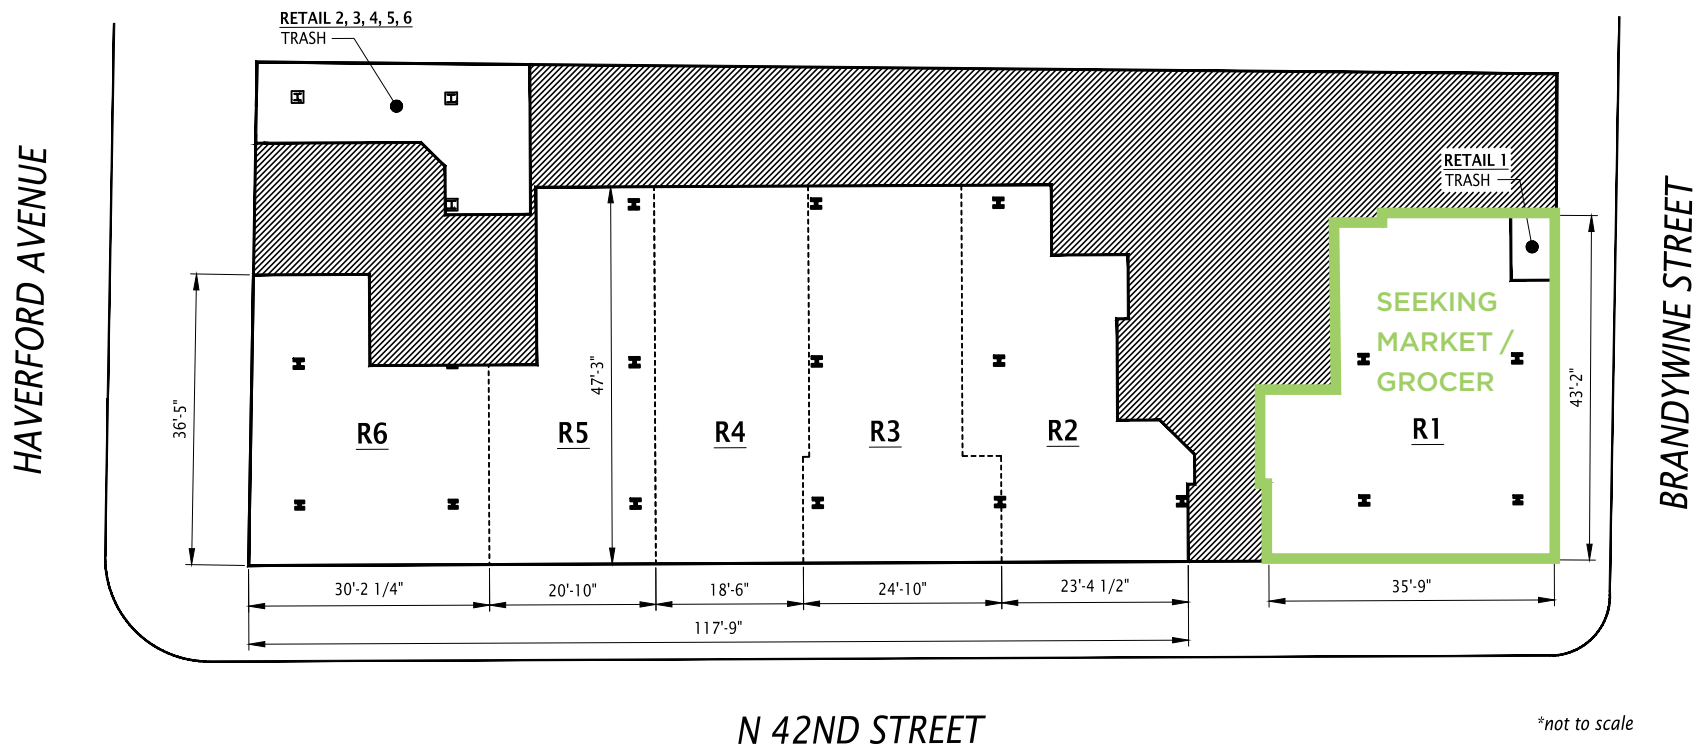 RETAIL 2, 3, 4, 5, 6
TRASH
HAVERFORD AVENUE
RETAIL 1
TRASH
BRANDYWINE STREET
SEEKING
MARKET /
GROCER
36'-5"
47'-3"
43'-2"
R6
R5
R4
R3
R2
R1
30'-2 1/4"
20'-10"
18'-6"
24'-10"
23'-4 1/2"
35'-9"
117'-9"
N 42ND STREET
*not to scale